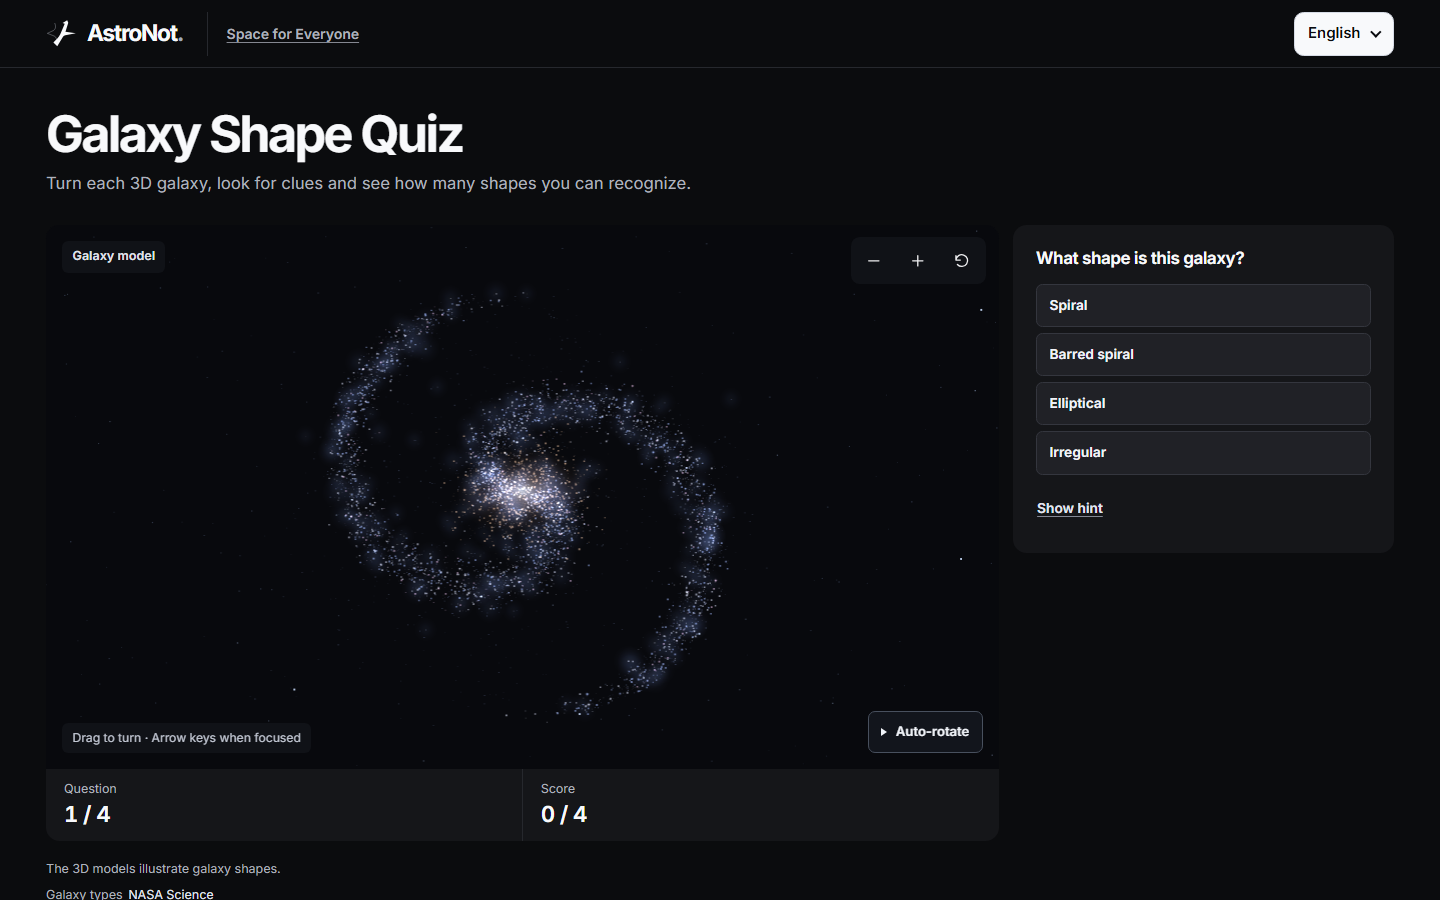 AstroNot.
Space for Everyone
English
Galaxy Shape Quiz
Turn each 3D galaxy, look for clues and see how many shapes you can recognize.
Galaxy model
What shape is this galaxy?
Spiral
Barred spiral
Elliptical
Irregular
Show hint
Drag to turn · Arrow keys when focused
Auto-rotate
Question
1 / 4
Score
0 / 4
The 3D models illustrate galaxy shapes.
Galaxy types NASA Science